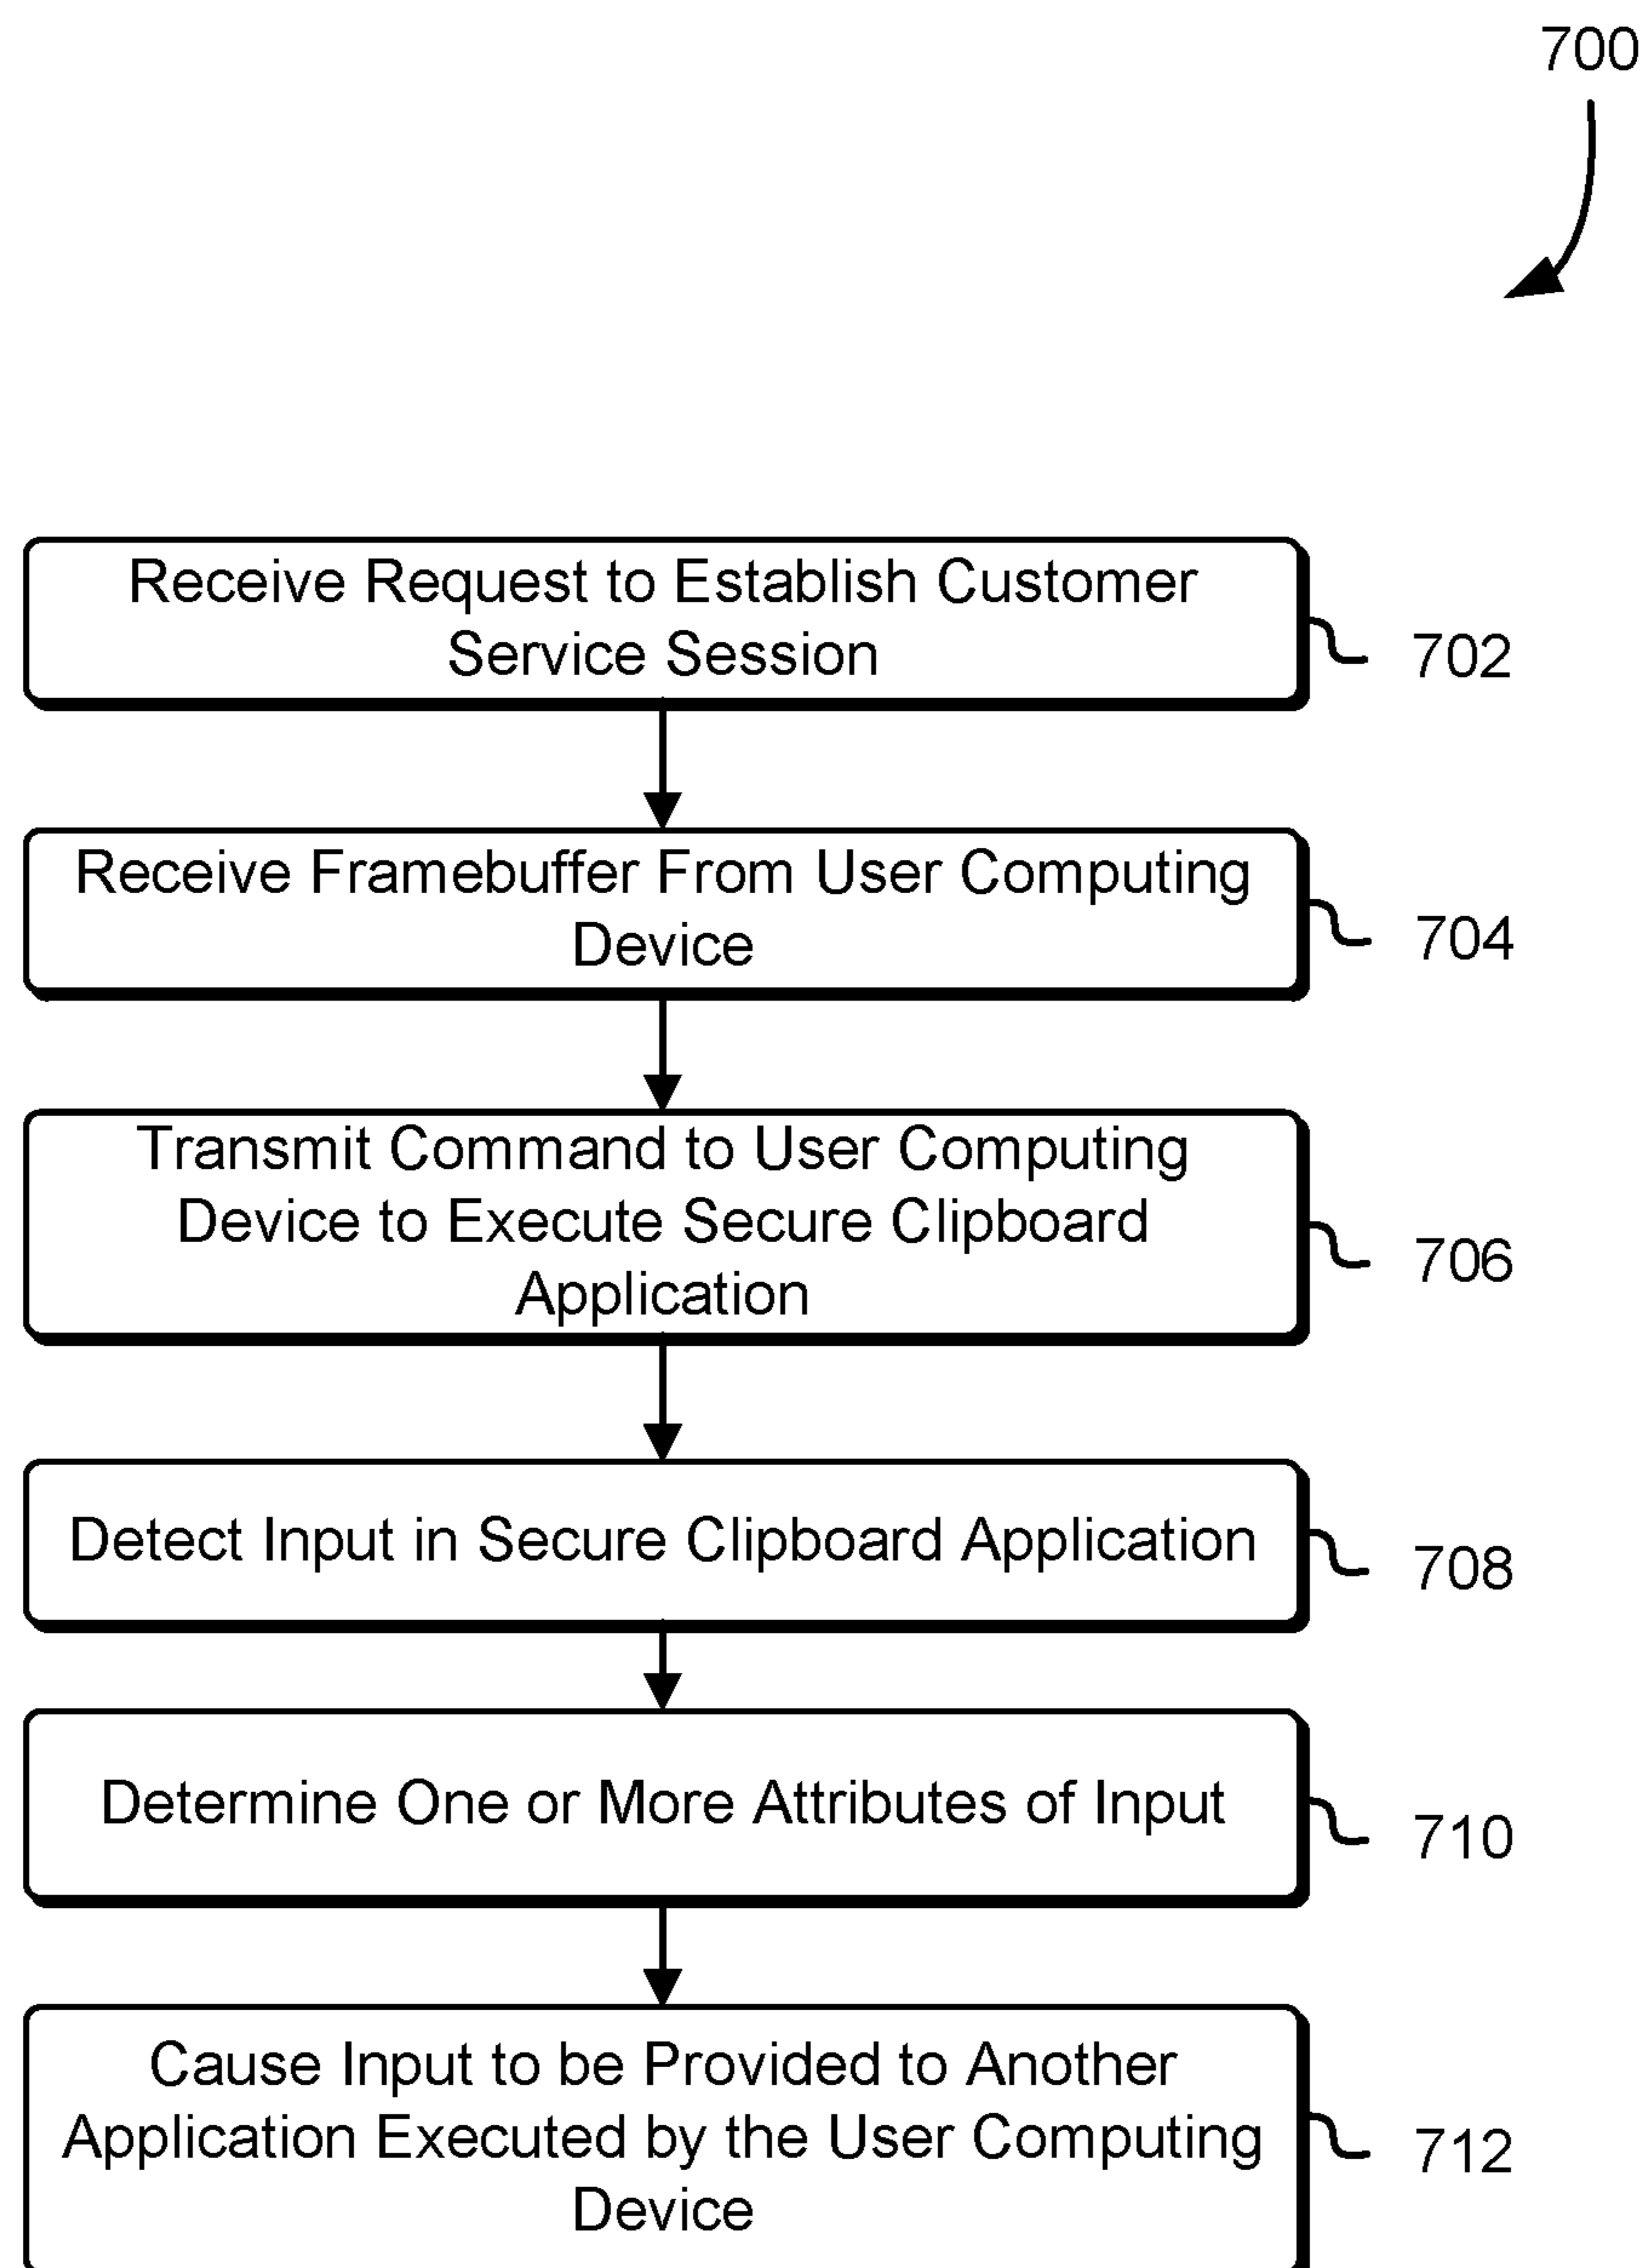 700
Receive Request to Establish Customer
Service Session
702
Receive Framebuffer From User Computing
Device
704
Transmit Command to User Computing
Device to Execute Secure Clipboard
Application
706
Detect Input in Secure Clipboard Application
708
Determine One or More Attributes of Input
710
Cause Input to be Provided to Another
Application Executed by the User Computing
Device
712